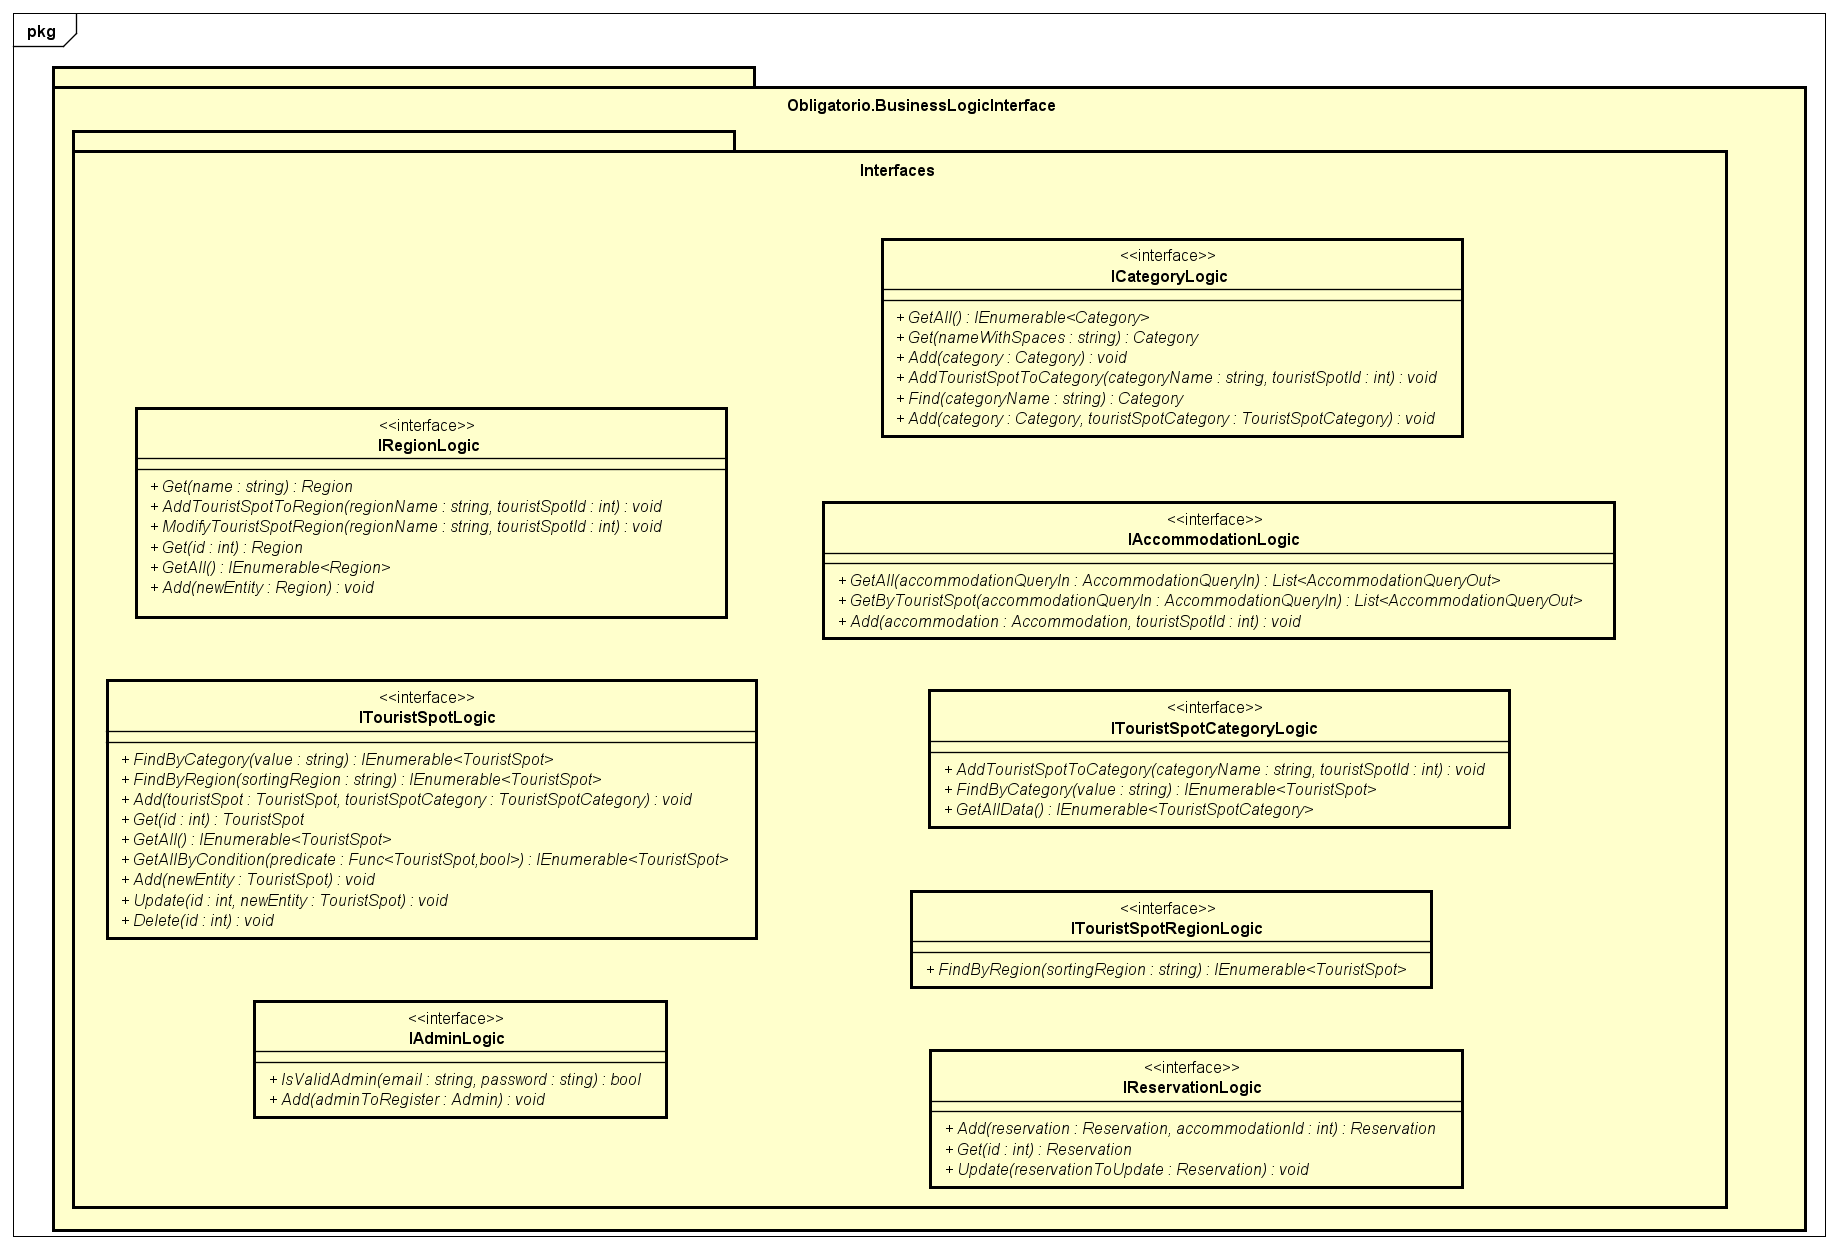 pkg
Obligatorio.BusinessLogicInterface
Interfaces
<<interface>>
ICategoryLogic
+ GetAll() : IEnumerable<Category>
+ Get(nameWithSpaces : string) : Category
+ Add(category : Category) : void
+ AddTouristSpotToCategory(categoryName : string, touristSpotId : int) : void
+ Find(categoryName : string) : Category
+ Add(category : Category, touristSpotCategory : TouristSpotCategory) : void
<<interface>>
IRegionLogic
+ Get(name : string) : Region
+ AddTouristSpotToRegion(regionName : string, touristSpotId : int) : void
+ ModifyTouristSpotRegion(regionName : string, touristSpotId : int) : void
+ Get(id : int) : Region
+ GetAll() : IEnumerable<Region>
+ Add(newEntity : Region) : void
<<interface>>
IAccommodationLogic
+ GetAll(accommodationQueryIn : AccommodationQueryIn) : List<AccommodationQueryOut>
+ GetByTouristSpot(accommodationQueryIn : AccommodationQueryIn) : List<AccommodationQueryOut>
+ Add(accommodation : Accommodation, touristSpotId : int) : void
<<interface>>
ITouristSpotLogic
+ FindByCategory(value : string) : IEnumerable<TouristSpot>
+ FindByRegion(sortingRegion : string) : IEnumerable<TouristSpot>
+ Add(touristSpot : TouristSpot, touristSpotCategory : TouristSpotCategory) : void
+ Get(id : int) : TouristSpot
+ GetAll() : IEnumerable<TouristSpot>
+ GetAllByCondition(predicate : Func<TouristSpot,bool>) : IEnumerable<TouristSpot>
+ Add(newEntity : TouristSpot) : void
+ Update(id : int, newEntity : TouristSpot) : void
+ Delete(id : int) : void
<<interface>>
ITouristSpotCategoryLogic
+ AddTouristSpotToCategory(categoryName : string, touristSpotId : int) : void
+ FindByCategory(value : string) : IEnumerable<TouristSpot>
+ GetAllData() : IEnumerable<TouristSpotCategory>
<<interface>>
ITouristSpotRegionLogic
+ FindByRegion(sortingRegion : string) : IEnumerable<TouristSpot>
<<interface>>
IAdminLogic
+ IsValidAdmin(email : string, password : sting) : bool
+ Add(adminToRegister : Admin) : void
<<interface>>
IReservationLogic
+ Add(reservation : Reservation, accommodationId : int) : Reservation
+ Get(id : int) : Reservation
+ Update(reservationToUpdate : Reservation) : void